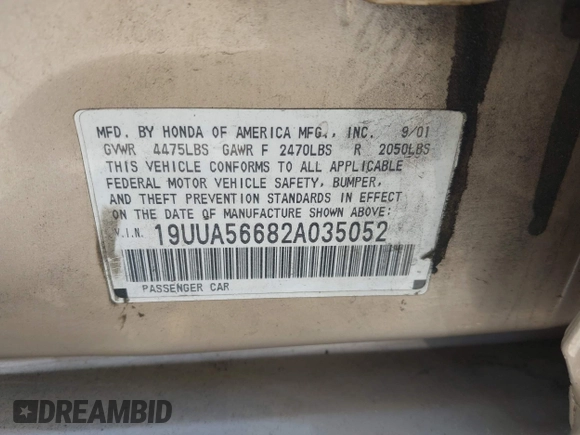 MFD. BY HONDA OF AMERICA MFG., INC. 9/01
GVWR 4475LBS GAWR F 2470LBS R 2050LBS
THIS VEHICLE CONFORMS TO ALL APPLICABLE
FEDERAL MOTOR VEHICLE SAFETY, BUMPER,
AND THEFT PREVENTION STANDARDS IN EFFECT
ON THE DATE OF MANUFACTURE SHOWN ABOVE:
V.I.N. 19UUA56682A035052
PASSENGER CAR
DREAMBID